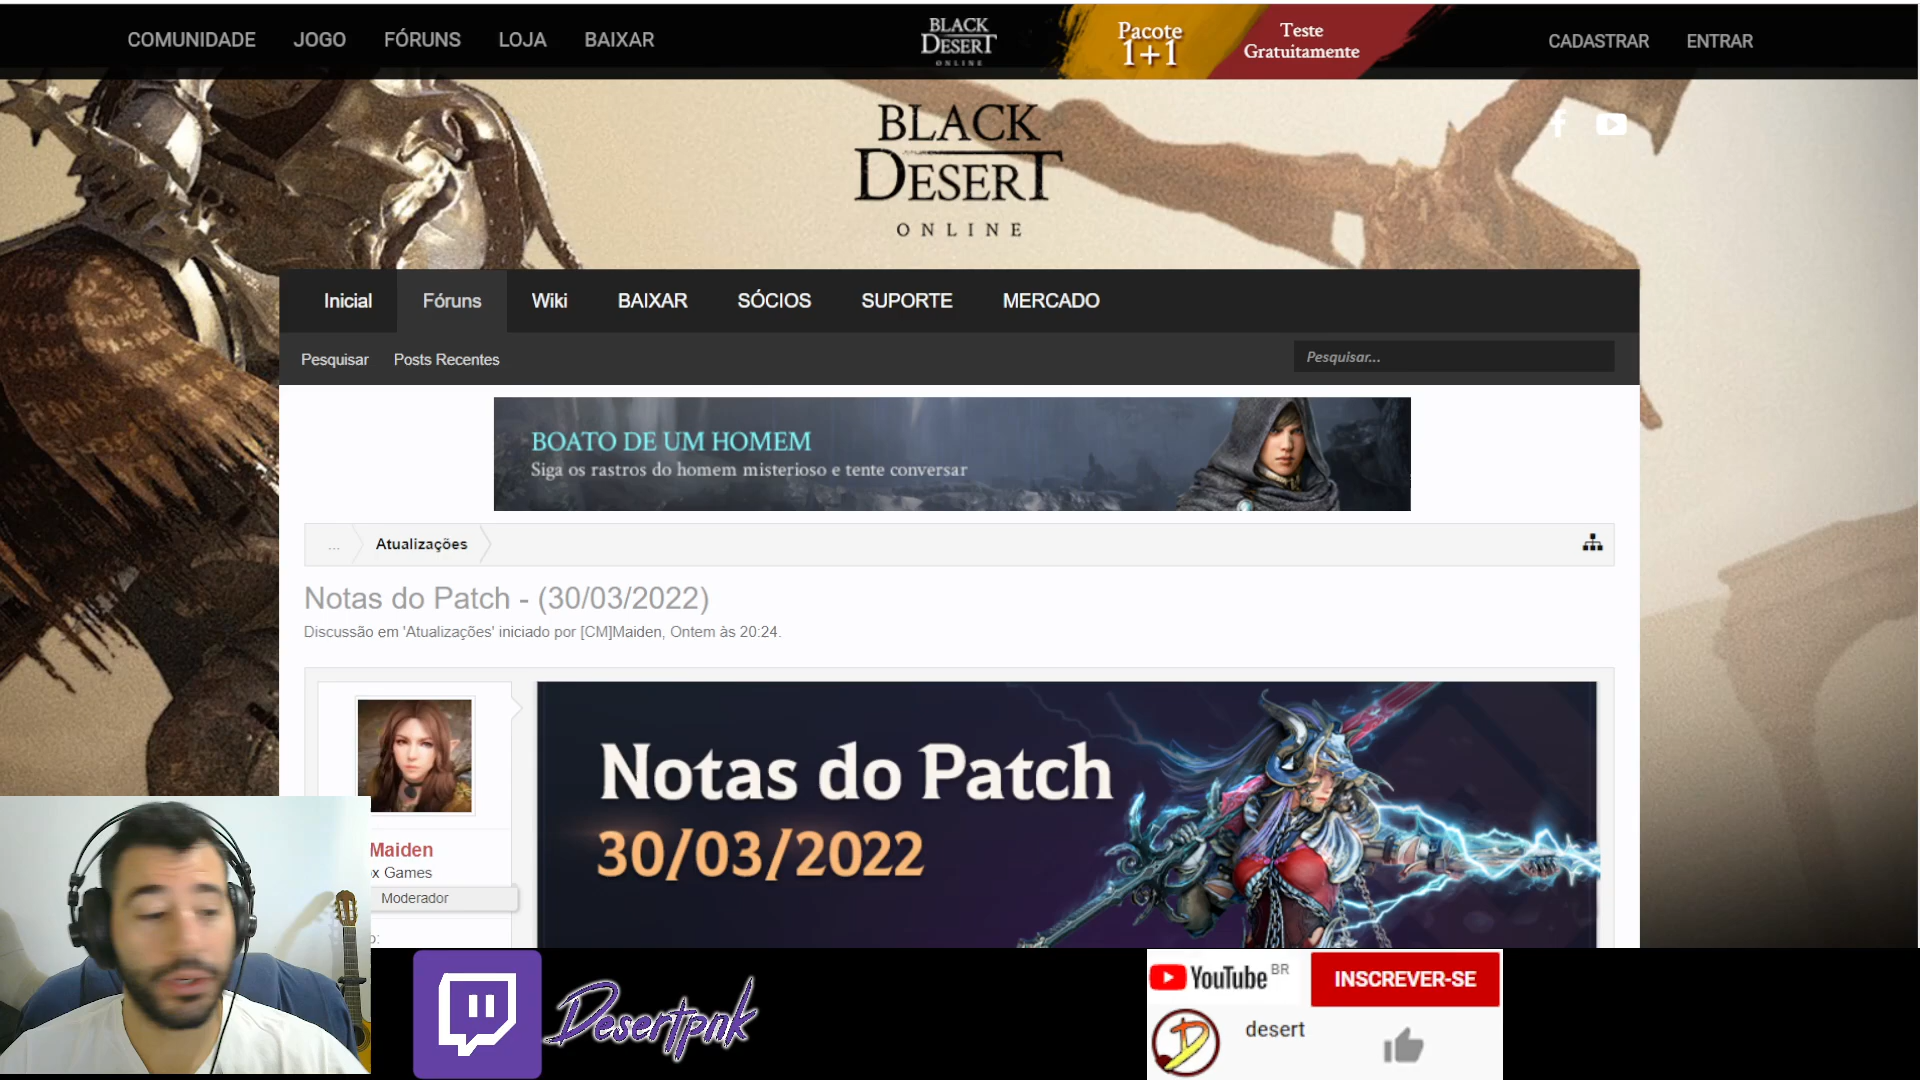 COMUNIDADE JOGO FÓRUNS LOJA BAIXAR
BLACK
DESERT
ONLINE
Pacote
1+1
Teste
Gratuitamente
CADASTRAR ENTRAR
BLACK
DESERT
ONLINE
Inicial Fóruns Wiki BAIXAR SÓCIOS SUPORTE MERCADO
Pesquisar Posts Recentes
Pesquisar...
BOATO DE UM HOMEM
Siga os rastros do homem misterioso e tente conversar
... Atualizações
Notas do Patch - (30/03/2022)
Discussão em 'Atualizações' iniciado por [CM]Maiden, Ontem às 20:24.
Notas do Patch
30/03/2022
Maiden
x Games
Moderador
o:
Desertpnk
YouTube BR
INSCREVER-SE
D
desert